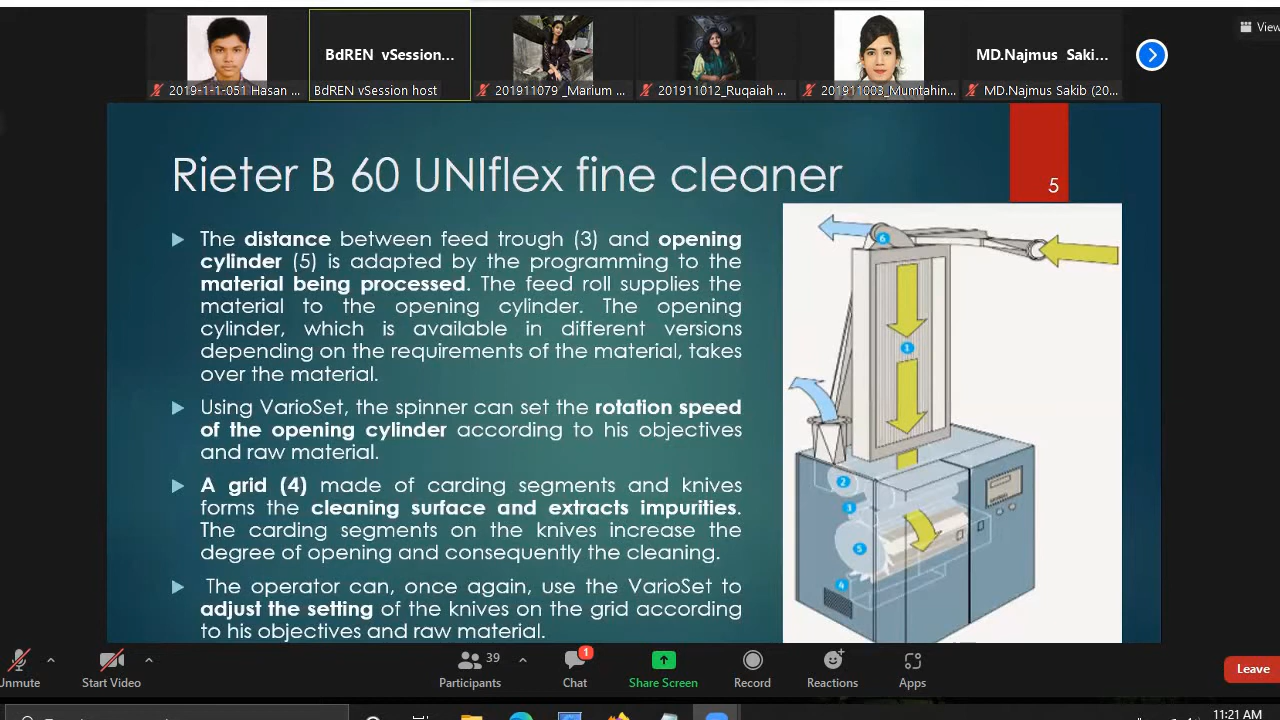 View
BdREN vSession...
MD.Najmus Saki...
2019-1-1-051 Hasan ...
BdREN vSession host
201911079 _Marium ...
201911012_Ruqaiah ...
201911003_Mumtahin...
MD.Najmus Sakib (20...
5
Rieter B 60 UNIflex fine cleaner
The distance between feed trough (3) and opening
cylinder (5) is adapted by the programming to the
material being processed. The feed roll supplies the
material to the opening cylinder. The opening
cylinder, which is available in different versions
depending on the requirements of the material, takes
over the material.
Using VarioSet, the spinner can set the rotation speed
of the opening cylinder according to his objectives
and raw material.
A grid (4) made of carding segments and knives
forms the cleaning surface and extracts impurities.
The carding segments on the knives increase the
degree of opening and consequently the cleaning.
The operator can, once again, use the VarioSet to
adjust the setting of the knives on the grid according
to his objectives and raw material.
6
1
2
3
5
4
Unmute
Start Video
39
Participants
1
Chat
Share Screen
Record
Reactions
Apps
Leave
11:21 AM